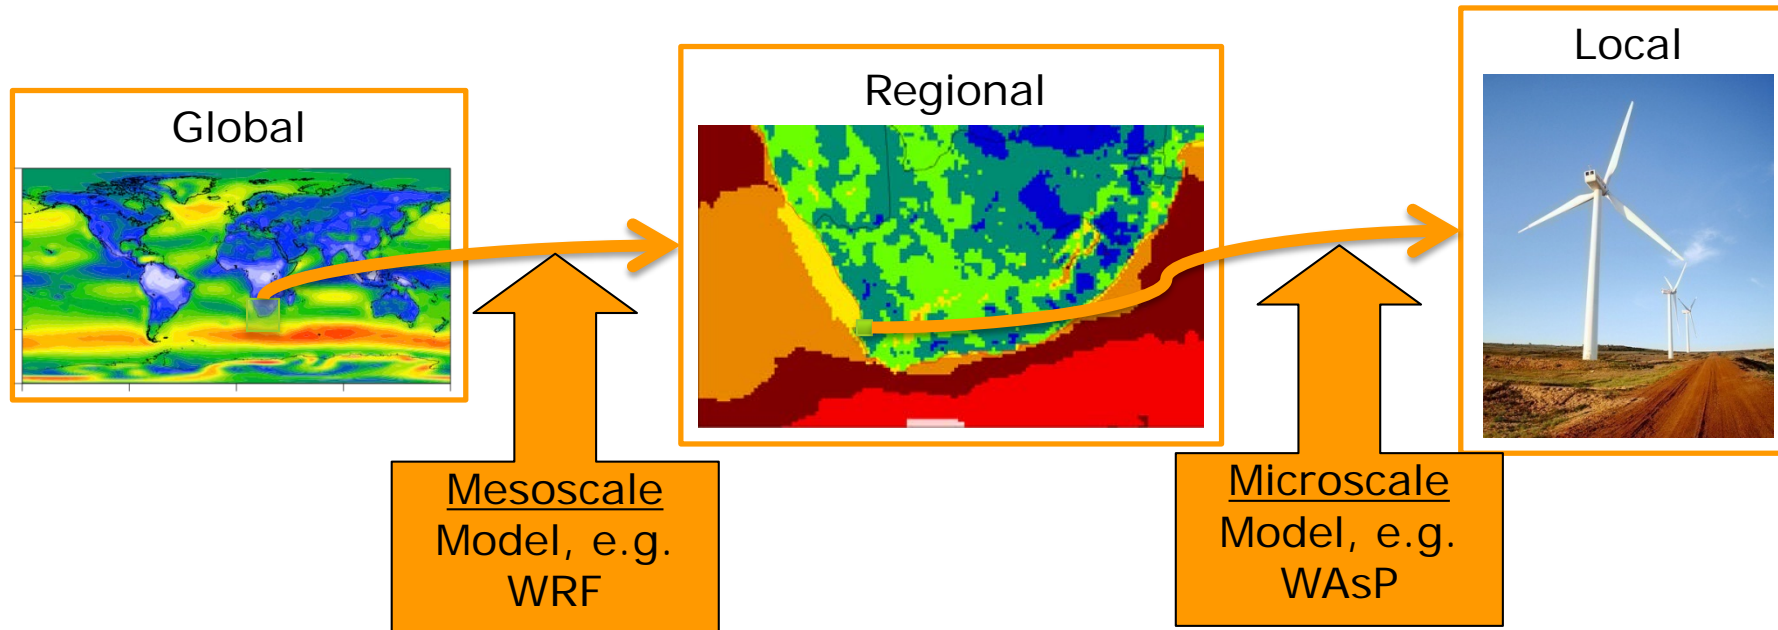 Global
Regional
Local
Mesoscale
Model, e.g.
WRF
Microscale
Model, e.g.
WAsP